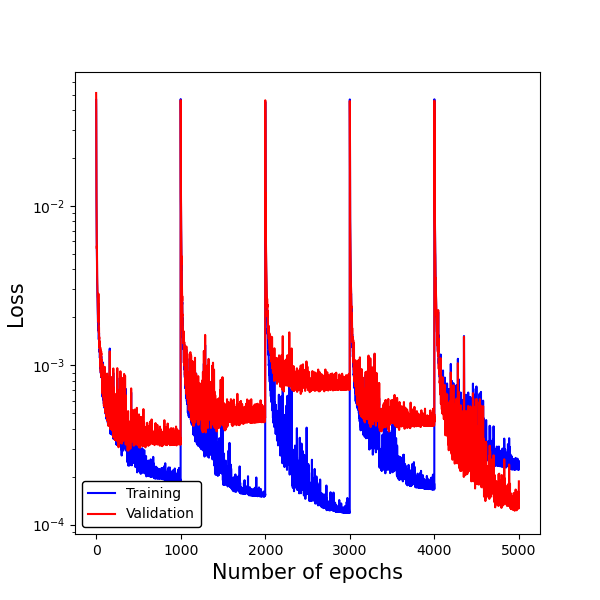 10⁻²
10⁻³
10⁻⁴
Loss
Training
Validation
0 1000 2000 3000 4000 5000
Number of epochs